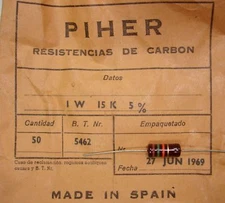 PIHER
RESISTENCIAS DE CARBON
Datos
1 W 15 K 5%
Cantidad B. T. Nr. Empaquetado
50 5462 Nr
Fecha 27 JUN 1969
MADE IN SPAIN